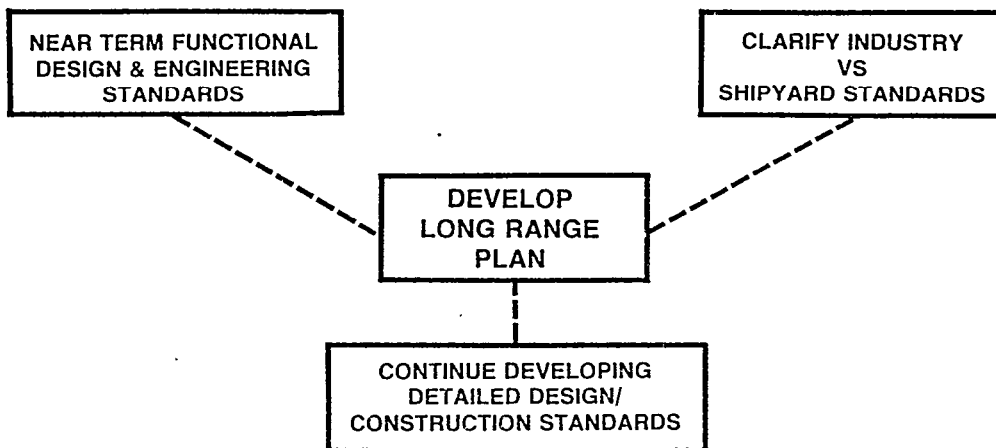 NEAR TERM FUNCTIONAL
DESIGN & ENGINEERING
STANDARDS
CLARIFY INDUSTRY
VS
SHIPYARD STANDARDS
DEVELOP
LONG RANGE
PLAN
CONTINUE DEVELOPING
DETAILED DESIGN/
CONSTRUCTION STANDARDS